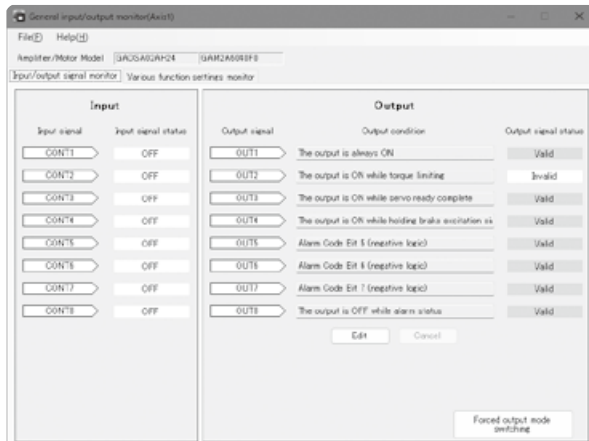 General input/output monitor(Axis1)
File(F) Help(H)
Amplifier/Motor Model GADSA02AH24 GAM2A6040F0
Input/output signal monitor Various function settings monitor
Input Output
Input signal Input signal status Output signal Output condition Output signal status
CONT1 OFF OUT1 The output is always ON Valid
CONT2 OFF OUT2 The output is ON while torque limiting Invalid
CONT3 OFF OUT3 The output is ON while servo ready complete Valid
CONT4 OFF OUT4 The output is ON while holding brake excitation si Valid
CONT5 OFF OUT5 Alarm Code Bit 5 (negative logic) Valid
CONT6 OFF OUT6 Alarm Code Bit 6 (negative logic) Valid
CONT7 OFF OUT7 Alarm Code Bit 7 (negative logic) Valid
CONT8 OFF OUT8 The output is OFF while alarm status Valid
Edit Cancel
Forced output mode
switching